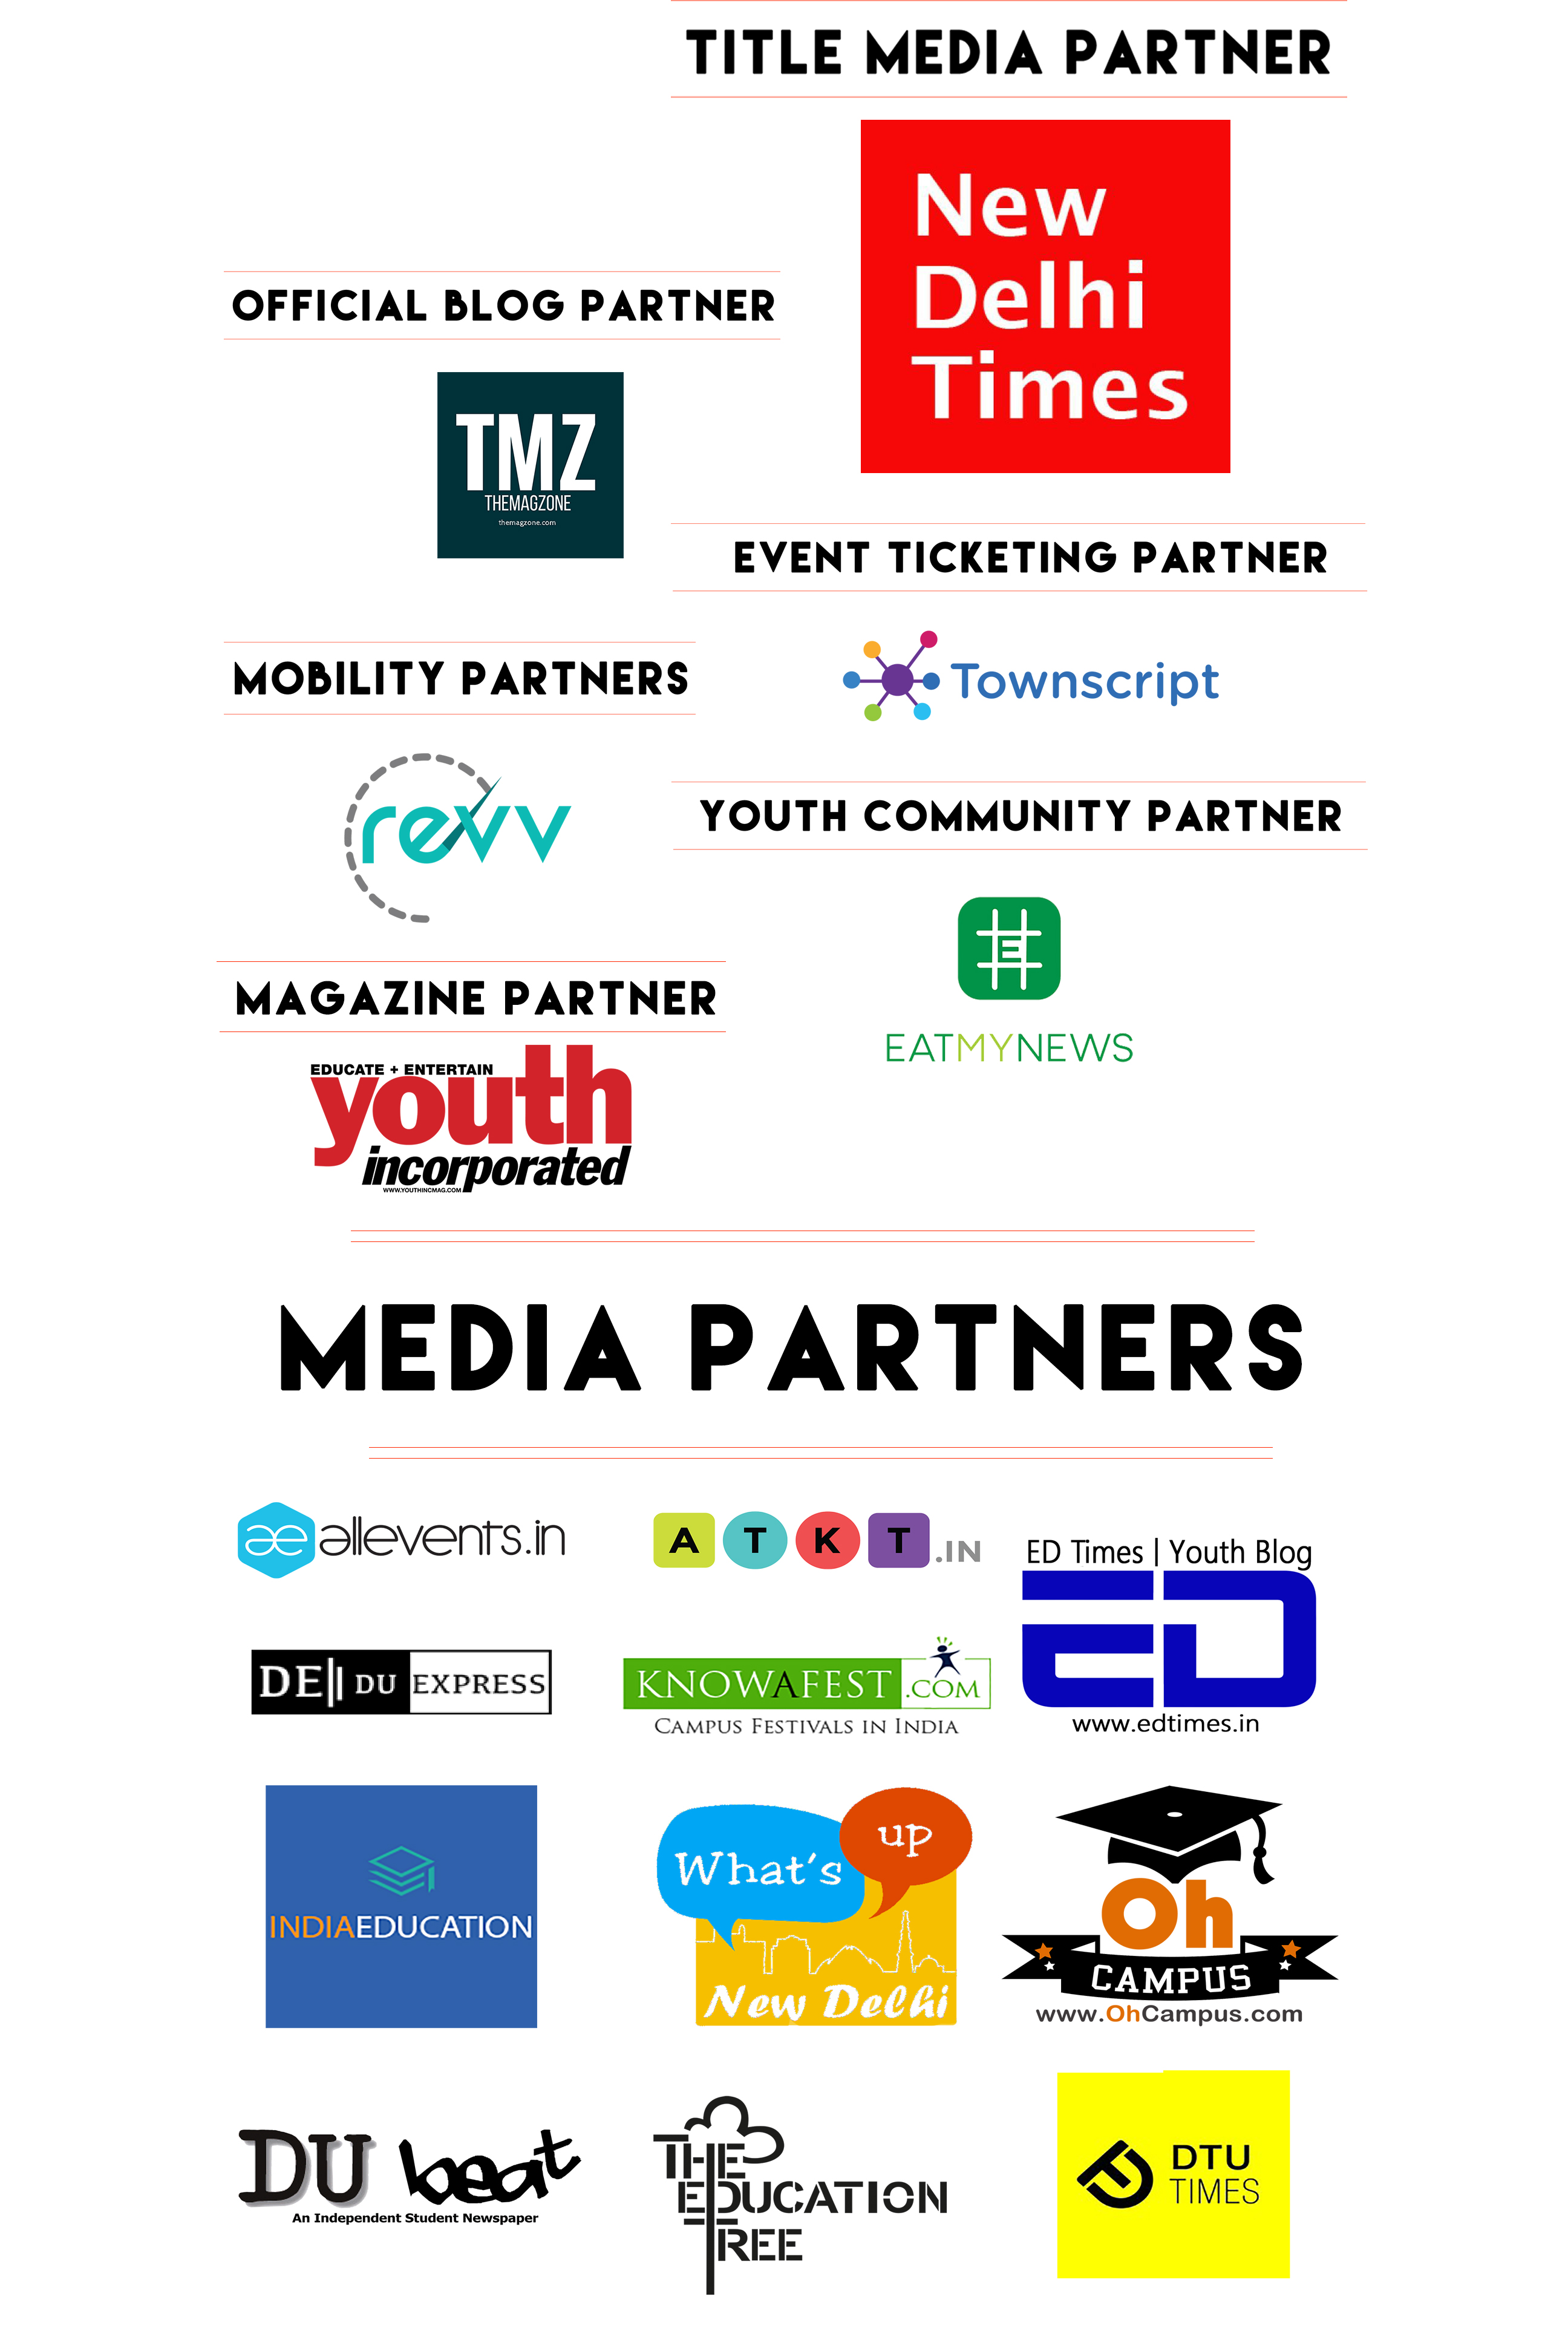 TITLE MEDIA PARTNER
New
Delhi
Times
OFFICIAL BLOG PARTNER
TMZ
THEMAGZONE
themagzone.com
EVENT TICKETING PARTNER
Townscript
MOBILITY PARTNERS
revv
YOUTH COMMUNITY PARTNER
E
EATMYNEWS
MAGAZINE PARTNER
EDUCATE + ENTERTAIN
youth
incorporated
WWW.YOUTHINCMAG.COM
MEDIA PARTNERS
ae allevents.in
A T K T .IN
ED Times | Youth Blog
ED
www.edtimes.in
DE|| DU EXPRESS
KNOWAFEST.COM
CAMPUS FESTIVALS IN INDIA
INDIAEDUCATION
What's up
New Delhi
Oh
CAMPUS
www.OhCampus.com
DU beat
An Independent Student Newspaper
THE
EDUCATION
TREE
DTU
TIMES